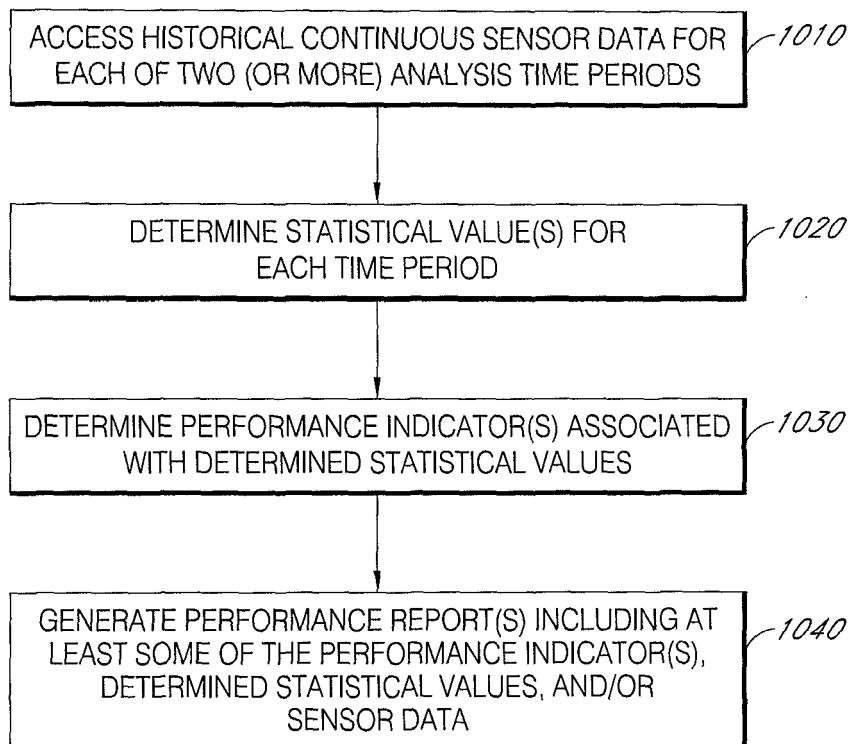 ACCESS HISTORICAL CONTINUOUS SENSOR DATA FOR
EACH OF TWO (OR MORE) ANALYSIS TIME PERIODS
1010
DETERMINE STATISTICAL VALUE(S) FOR
EACH TIME PERIOD
1020
DETERMINE PERFORMANCE INDICATOR(S) ASSOCIATED
WITH DETERMINED STATISTICAL VALUES
1030
GENERATE PERFORMANCE REPORT(S) INCLUDING AT
LEAST SOME OF THE PERFORMANCE INDICATOR(S),
DETERMINED STATISTICAL VALUES, AND/OR
SENSOR DATA
1040